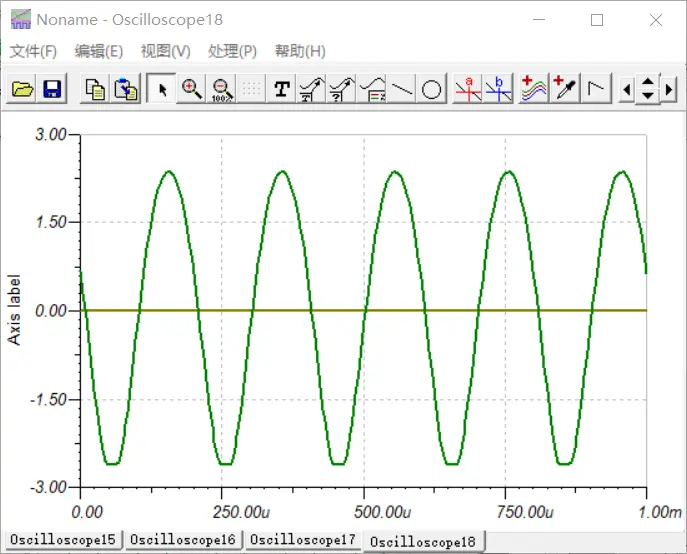 Noname - Oscilloscope18
文件(F) 编辑(E) 视图(V) 处理(P) 帮助(H)
100%
T
T
?
a
b
3.00
1.50
0.00
-1.50
-3.00
Axis label
0.00 250.00u 500.00u 750.00u 1.00m
Oscilloscope15 Oscilloscope16 Oscilloscope17 Oscilloscope18